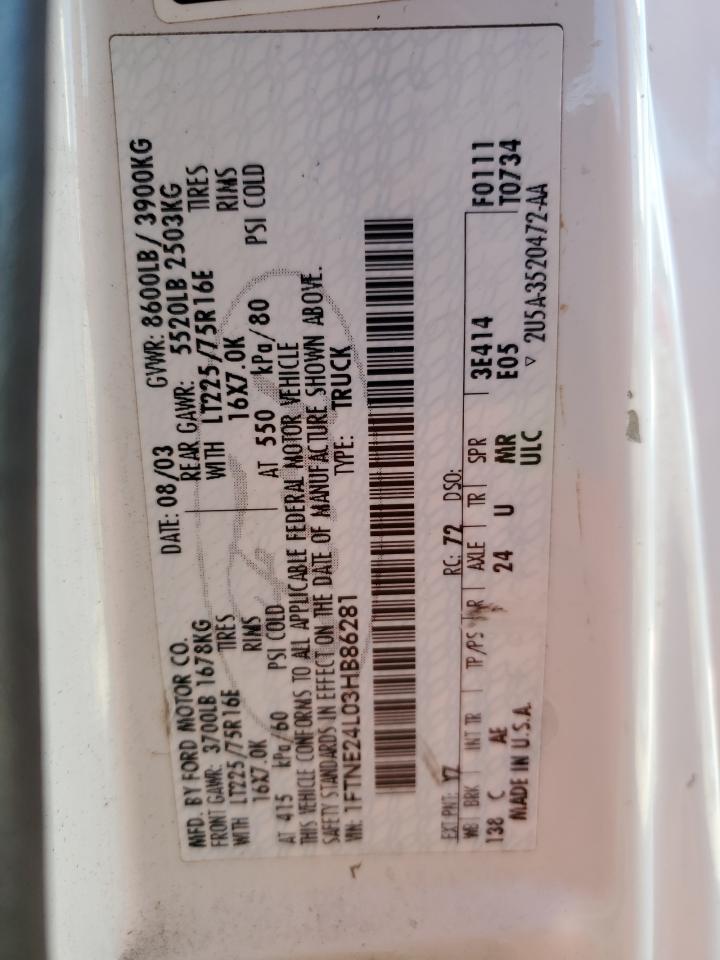 MFD. BY FORD MOTOR CO. DATE: 08/03 GVWR: 8600LB/3900KG
FRONT GAWR: 3700LB 1678KG REAR GAWR: 5520LB 2503KG
WITH LT225/75R16E TIRES WITH LT225/75R16E TIRES
16X7.0K RIMS 16X7.0K RIMS
AT 415 kPa/60 PSI COLD AT 550 kPa/80 PSI COLD
THIS VEHICLE CONFORMS TO ALL APPLICABLE FEDERAL MOTOR VEHICLE
SAFETY STANDARDS IN EFFECT ON THE DATE OF MANUFACTURE SHOWN ABOVE.
VIN: 1FTNE24L03HB86281 TYPE: TRUCK
EXT PNT: YZ RC: 72 DSO:
WB BRK INT TR TP/PS R AXLE TR SPR 3E414 F0111
138 C AE 24 U MR E05 T0734
MADE IN U.S.A. ULC ▽ 2U5A-3520472-AA